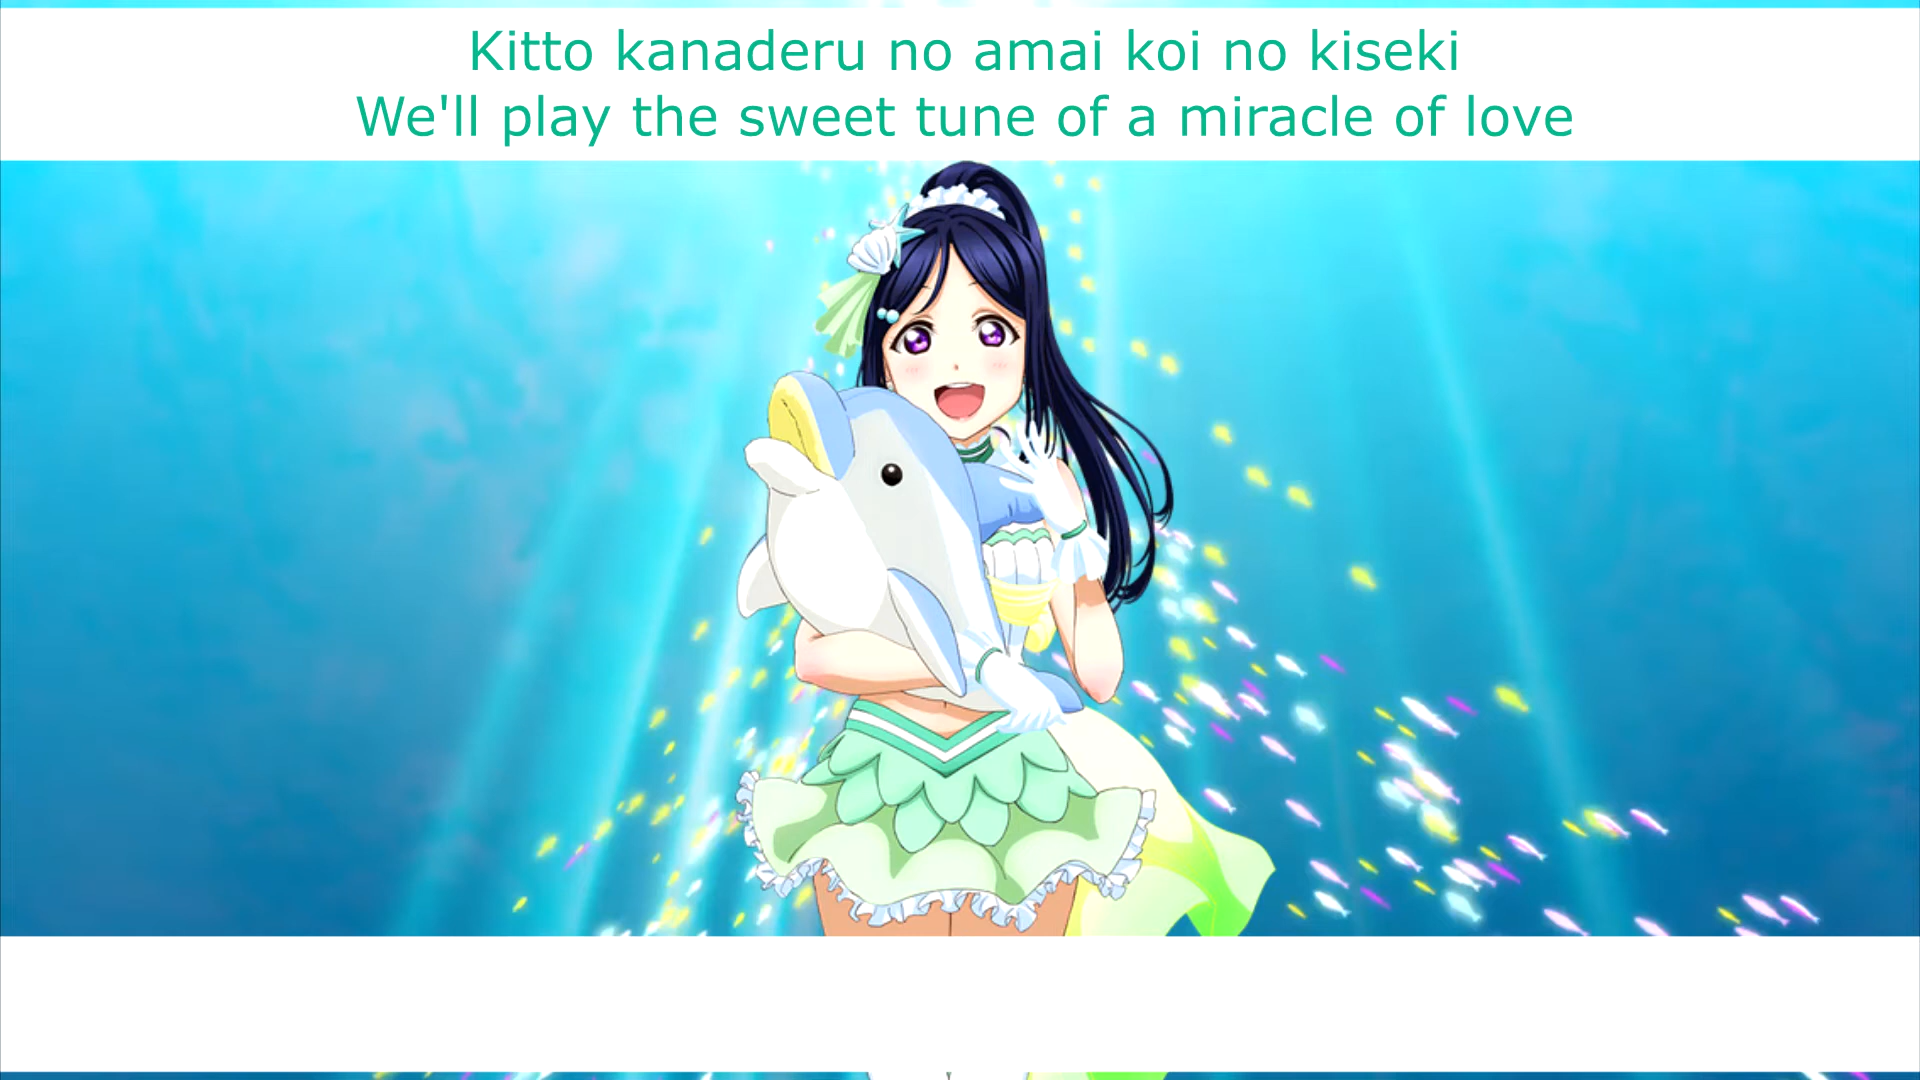 Kitto kanaderu no amai koi no kiseki
We'll play the sweet tune of a miracle of love